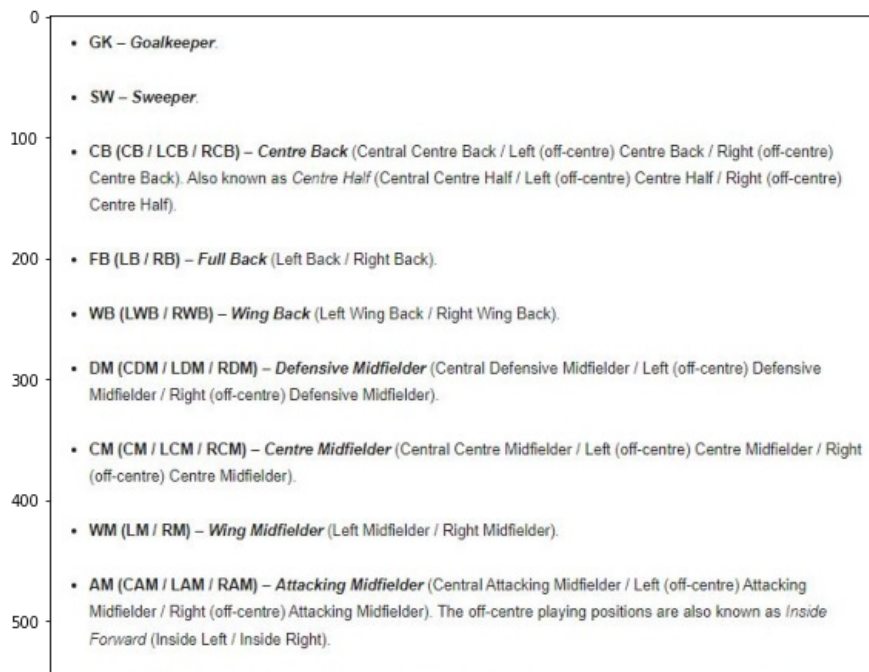 0
• GK – Goalkeeper.
• SW – Sweeper.
100
• CB (CB / LCB / RCB) – Centre Back (Central Centre Back / Left (off-centre) Centre Back / Right (off-centre)
Centre Back). Also known as Centre Half (Central Centre Half / Left (off-centre) Centre Half / Right (off-centre)
Centre Half).
200
• FB (LB / RB) – Full Back (Left Back / Right Back).
• WB (LWB / RWB) – Wing Back (Left Wing Back / Right Wing Back).
300
• DM (CDM / LDM / RDM) – Defensive Midfielder (Central Defensive Midfielder / Left (off-centre) Defensive
Midfielder / Right (off-centre) Defensive Midfielder).
• CM (CM / LCM / RCM) – Centre Midfielder (Central Centre Midfielder / Left (off-centre) Centre Midfielder / Right
(off-centre) Centre Midfielder).
400
• WM (LM / RM) – Wing Midfielder (Left Midfielder / Right Midfielder).
• AM (CAM / LAM / RAM) – Attacking Midfielder (Central Attacking Midfielder / Left (off-centre) Attacking
Midfielder / Right (off-centre) Attacking Midfielder). The off-centre playing positions are also known as Inside
500
Forward (Inside Left / Inside Right).